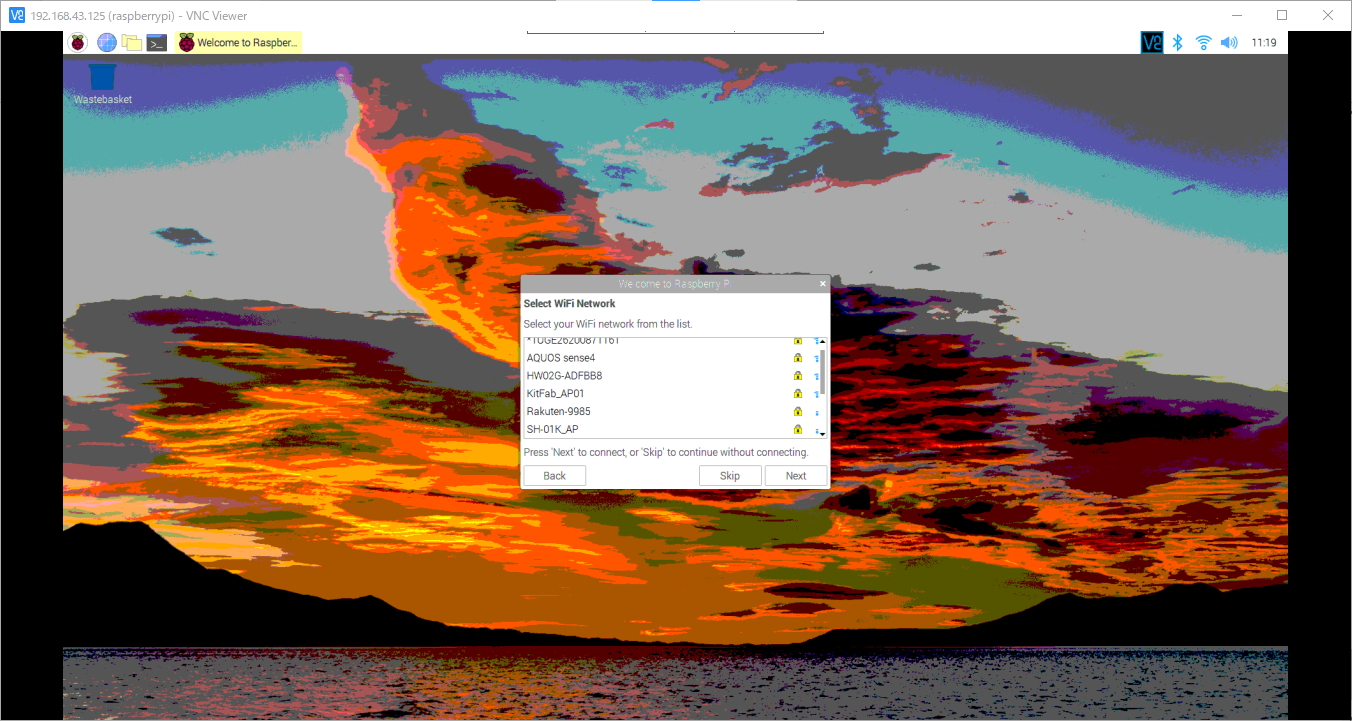 192.168.43.125 (raspberrypi) - VNC Viewer
Welcome to Raspber...
11:19
Wastebasket
Welcome to Raspberry Pi
Select WiFi Network
Select your WiFi network from the list.
AQUOS sense4
HW02G-ADFBB8
KitFab_AP01
Rakuten-9985
SH-01K_AP
Press 'Next' to connect, or 'Skip' to continue without connecting.
Back
Skip
Next